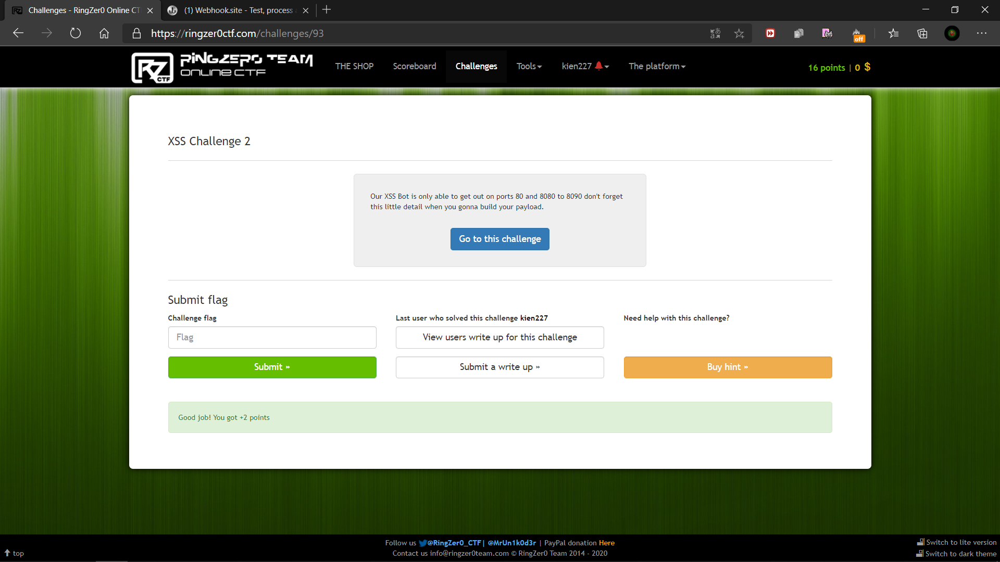 Challenges - RingZer0 Online CT
(1) Webhook.site - Test, process a
https://ringzer0ctf.com/challenges/93
off
RZ CTF
RINGZER0 TEAM
ONLINE CTF
THE SHOP
Scoreboard
Challenges
Tools
kien227
The platform
16 points | 0 $
XSS Challenge 2
Our XSS Bot is only able to get out on ports 80 and 8080 to 8090 don't forget
this little detail when you gonna build your payload.
Go to this challenge
Submit flag
Challenge flag
Last user who solved this challenge kien227
Need help with this challenge?
Flag
View users write up for this challenge
Submit »
Submit a write up »
Buy hint »
Good job! You got +2 points
Follow us @RingZer0_CTF | @MrUn1k0d3r | PayPal donation Here
Contact us info@ringzer0team.com © RingZer0 Team 2014 - 2020
top
Switch to lite version
Switch to dark theme